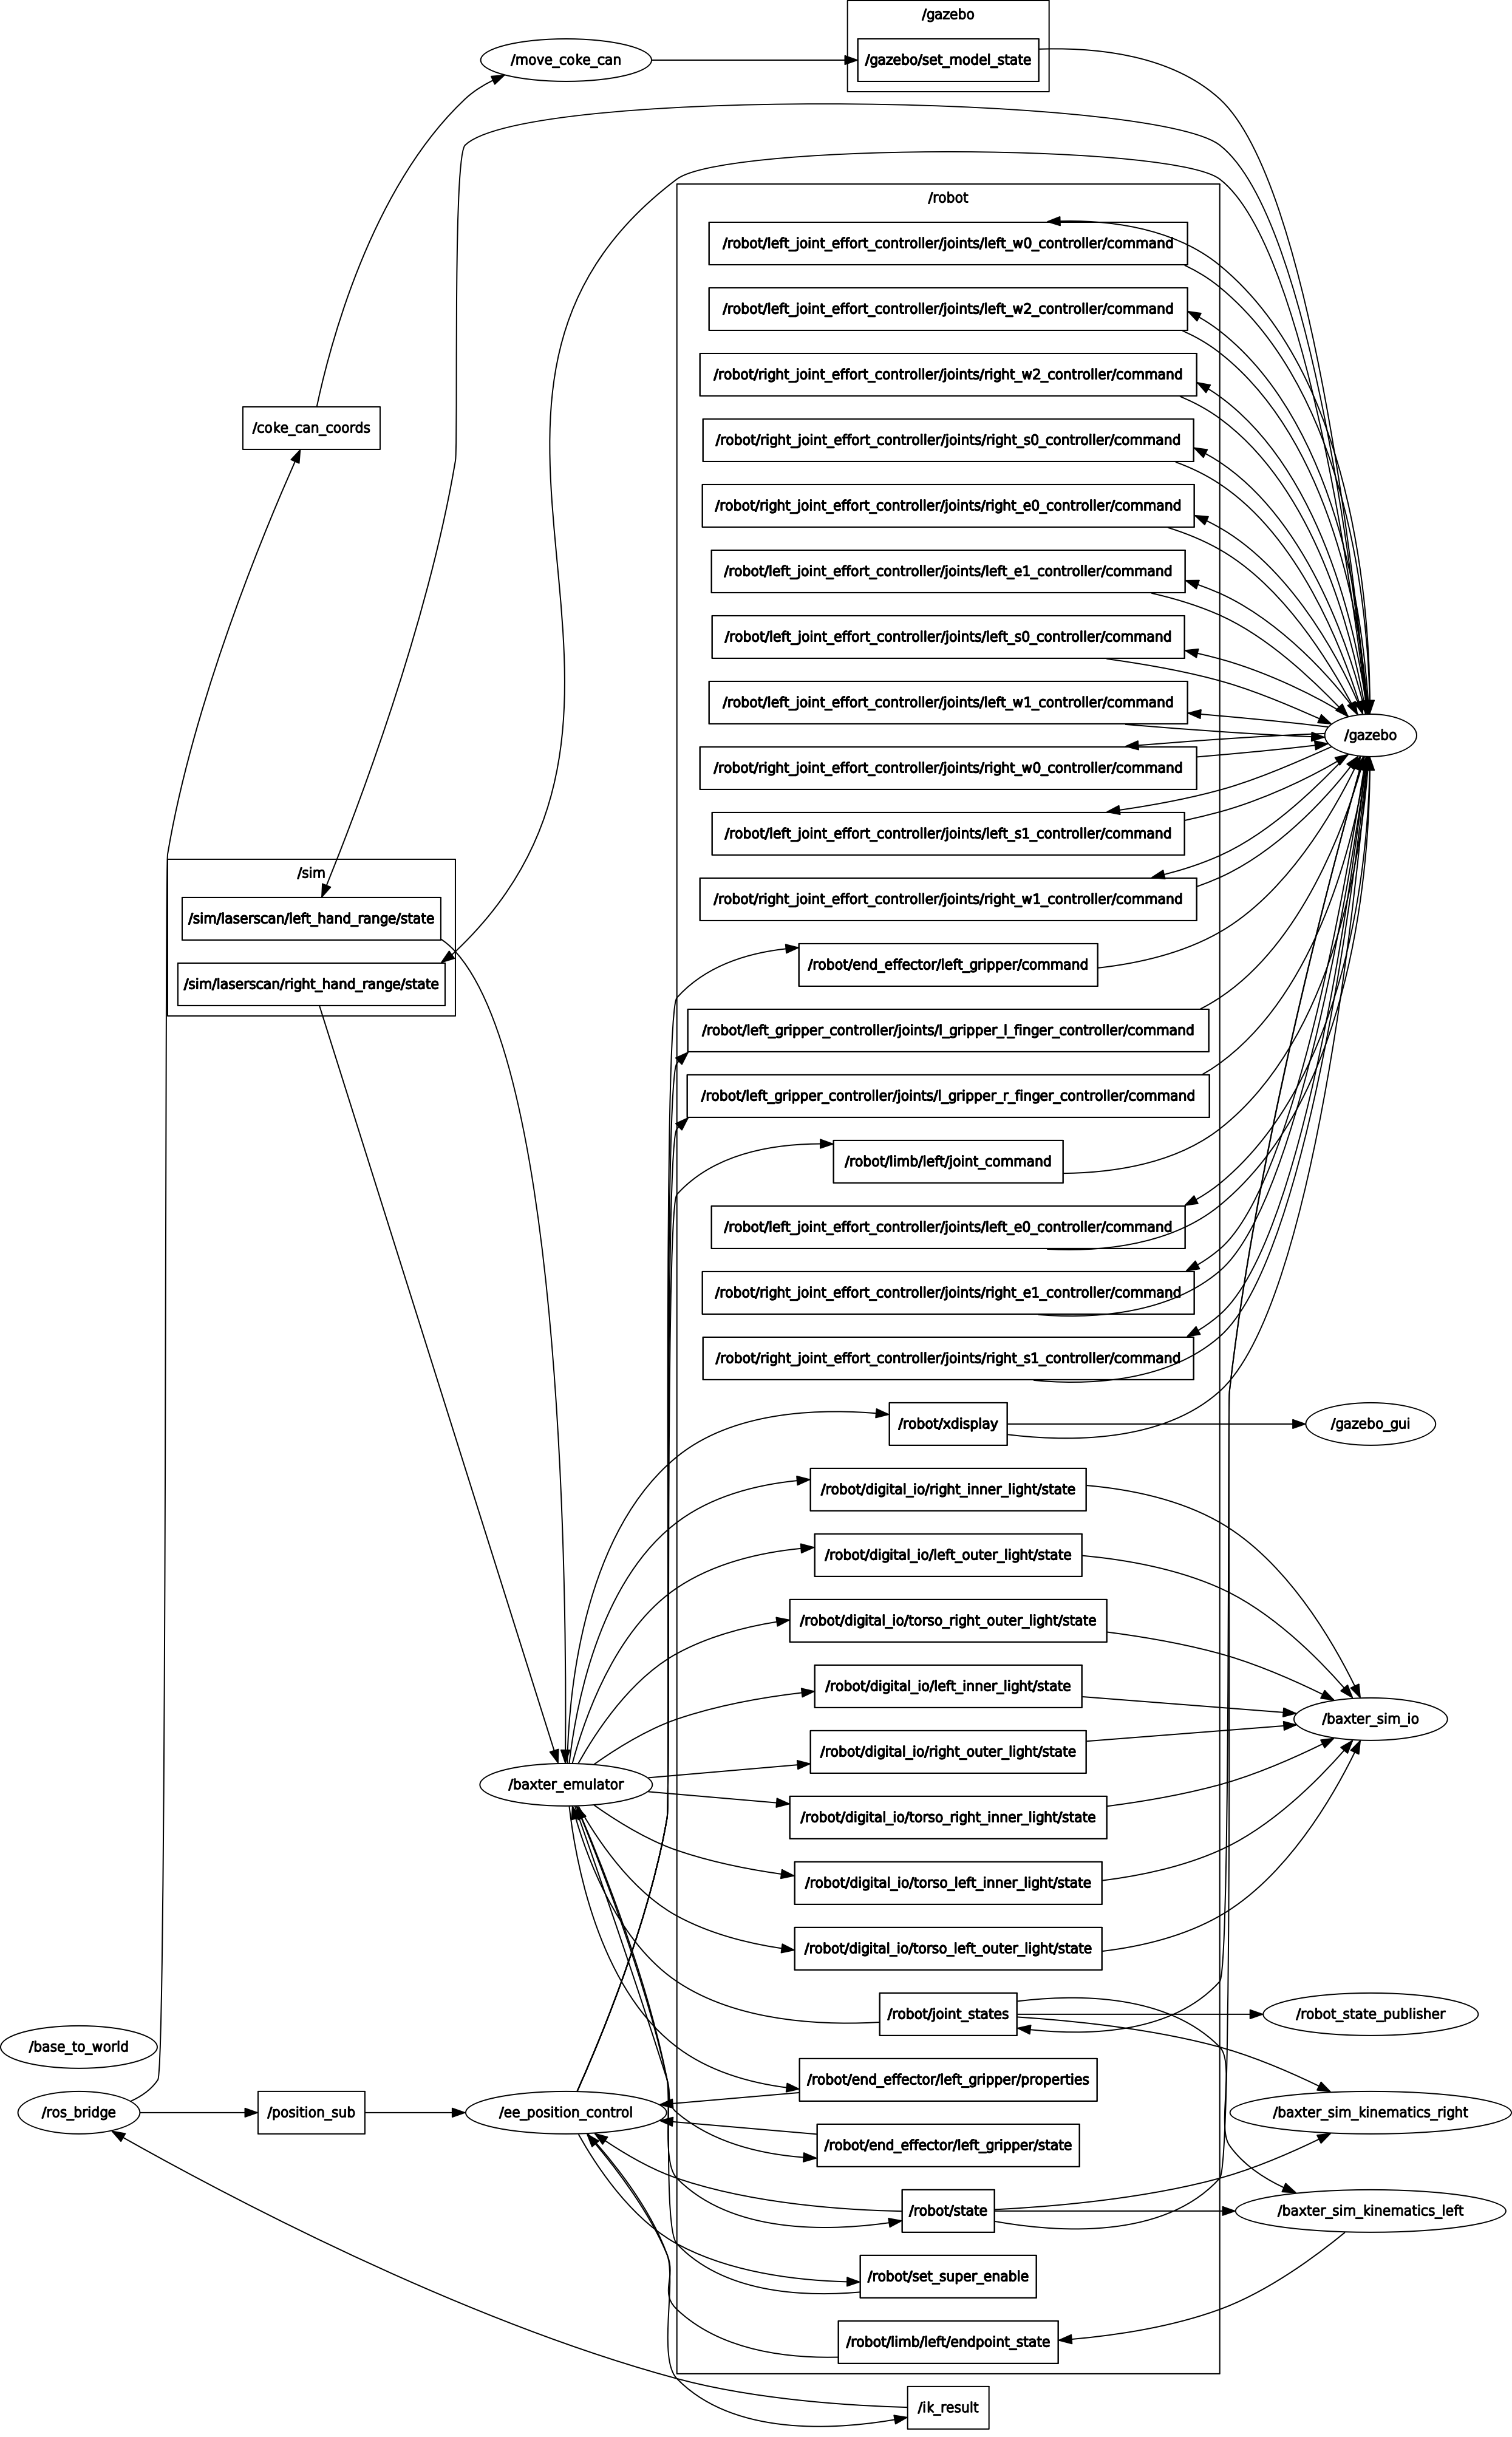 /gazebo
/move_coke_can
/gazebo/set_model_state
/robot
/robot/left_joint_effort_controller/joints/left_w0_controller/command
/robot/left_joint_effort_controller/joints/left_w2_controller/command
/robot/right_joint_effort_controller/joints/right_w2_controller/command
/coke_can_coords
/robot/right_joint_effort_controller/joints/right_s0_controller/command
/robot/right_joint_effort_controller/joints/right_e0_controller/command
/robot/left_joint_effort_controller/joints/left_e1_controller/command
/robot/left_joint_effort_controller/joints/left_s0_controller/command
/robot/left_joint_effort_controller/joints/left_w1_controller/command
/gazebo
/robot/right_joint_effort_controller/joints/right_w0_controller/command
/robot/left_joint_effort_controller/joints/left_s1_controller/command
/sim
/robot/right_joint_effort_controller/joints/right_w1_controller/command
/sim/laserscan/left_hand_range/state
/robot/end_effector/left_gripper/command
/sim/laserscan/right_hand_range/state
/robot/left_gripper_controller/joints/l_gripper_l_finger_controller/command
/robot/left_gripper_controller/joints/l_gripper_r_finger_controller/command
/robot/limb/left/joint_command
/robot/left_joint_effort_controller/joints/left_e0_controller/command
/robot/right_joint_effort_controller/joints/right_e1_controller/command
/robot/right_joint_effort_controller/joints/right_s1_controller/command
/robot/xdisplay
/gazebo_gui
/robot/digital_io/right_inner_light/state
/robot/digital_io/left_outer_light/state
/robot/digital_io/torso_right_outer_light/state
/robot/digital_io/left_inner_light/state
/baxter_sim_io
/robot/digital_io/right_outer_light/state
/baxter_emulator
/robot/digital_io/torso_right_inner_light/state
/robot/digital_io/torso_left_inner_light/state
/robot/digital_io/torso_left_outer_light/state
/robot/joint_states
/robot_state_publisher
/base_to_world
/robot/end_effector/left_gripper/properties
/ros_bridge
/position_sub
/ee_position_control
/baxter_sim_kinematics_right
/robot/end_effector/left_gripper/state
/robot/state
/baxter_sim_kinematics_left
/robot/set_super_enable
/robot/limb/left/endpoint_state
/ik_result